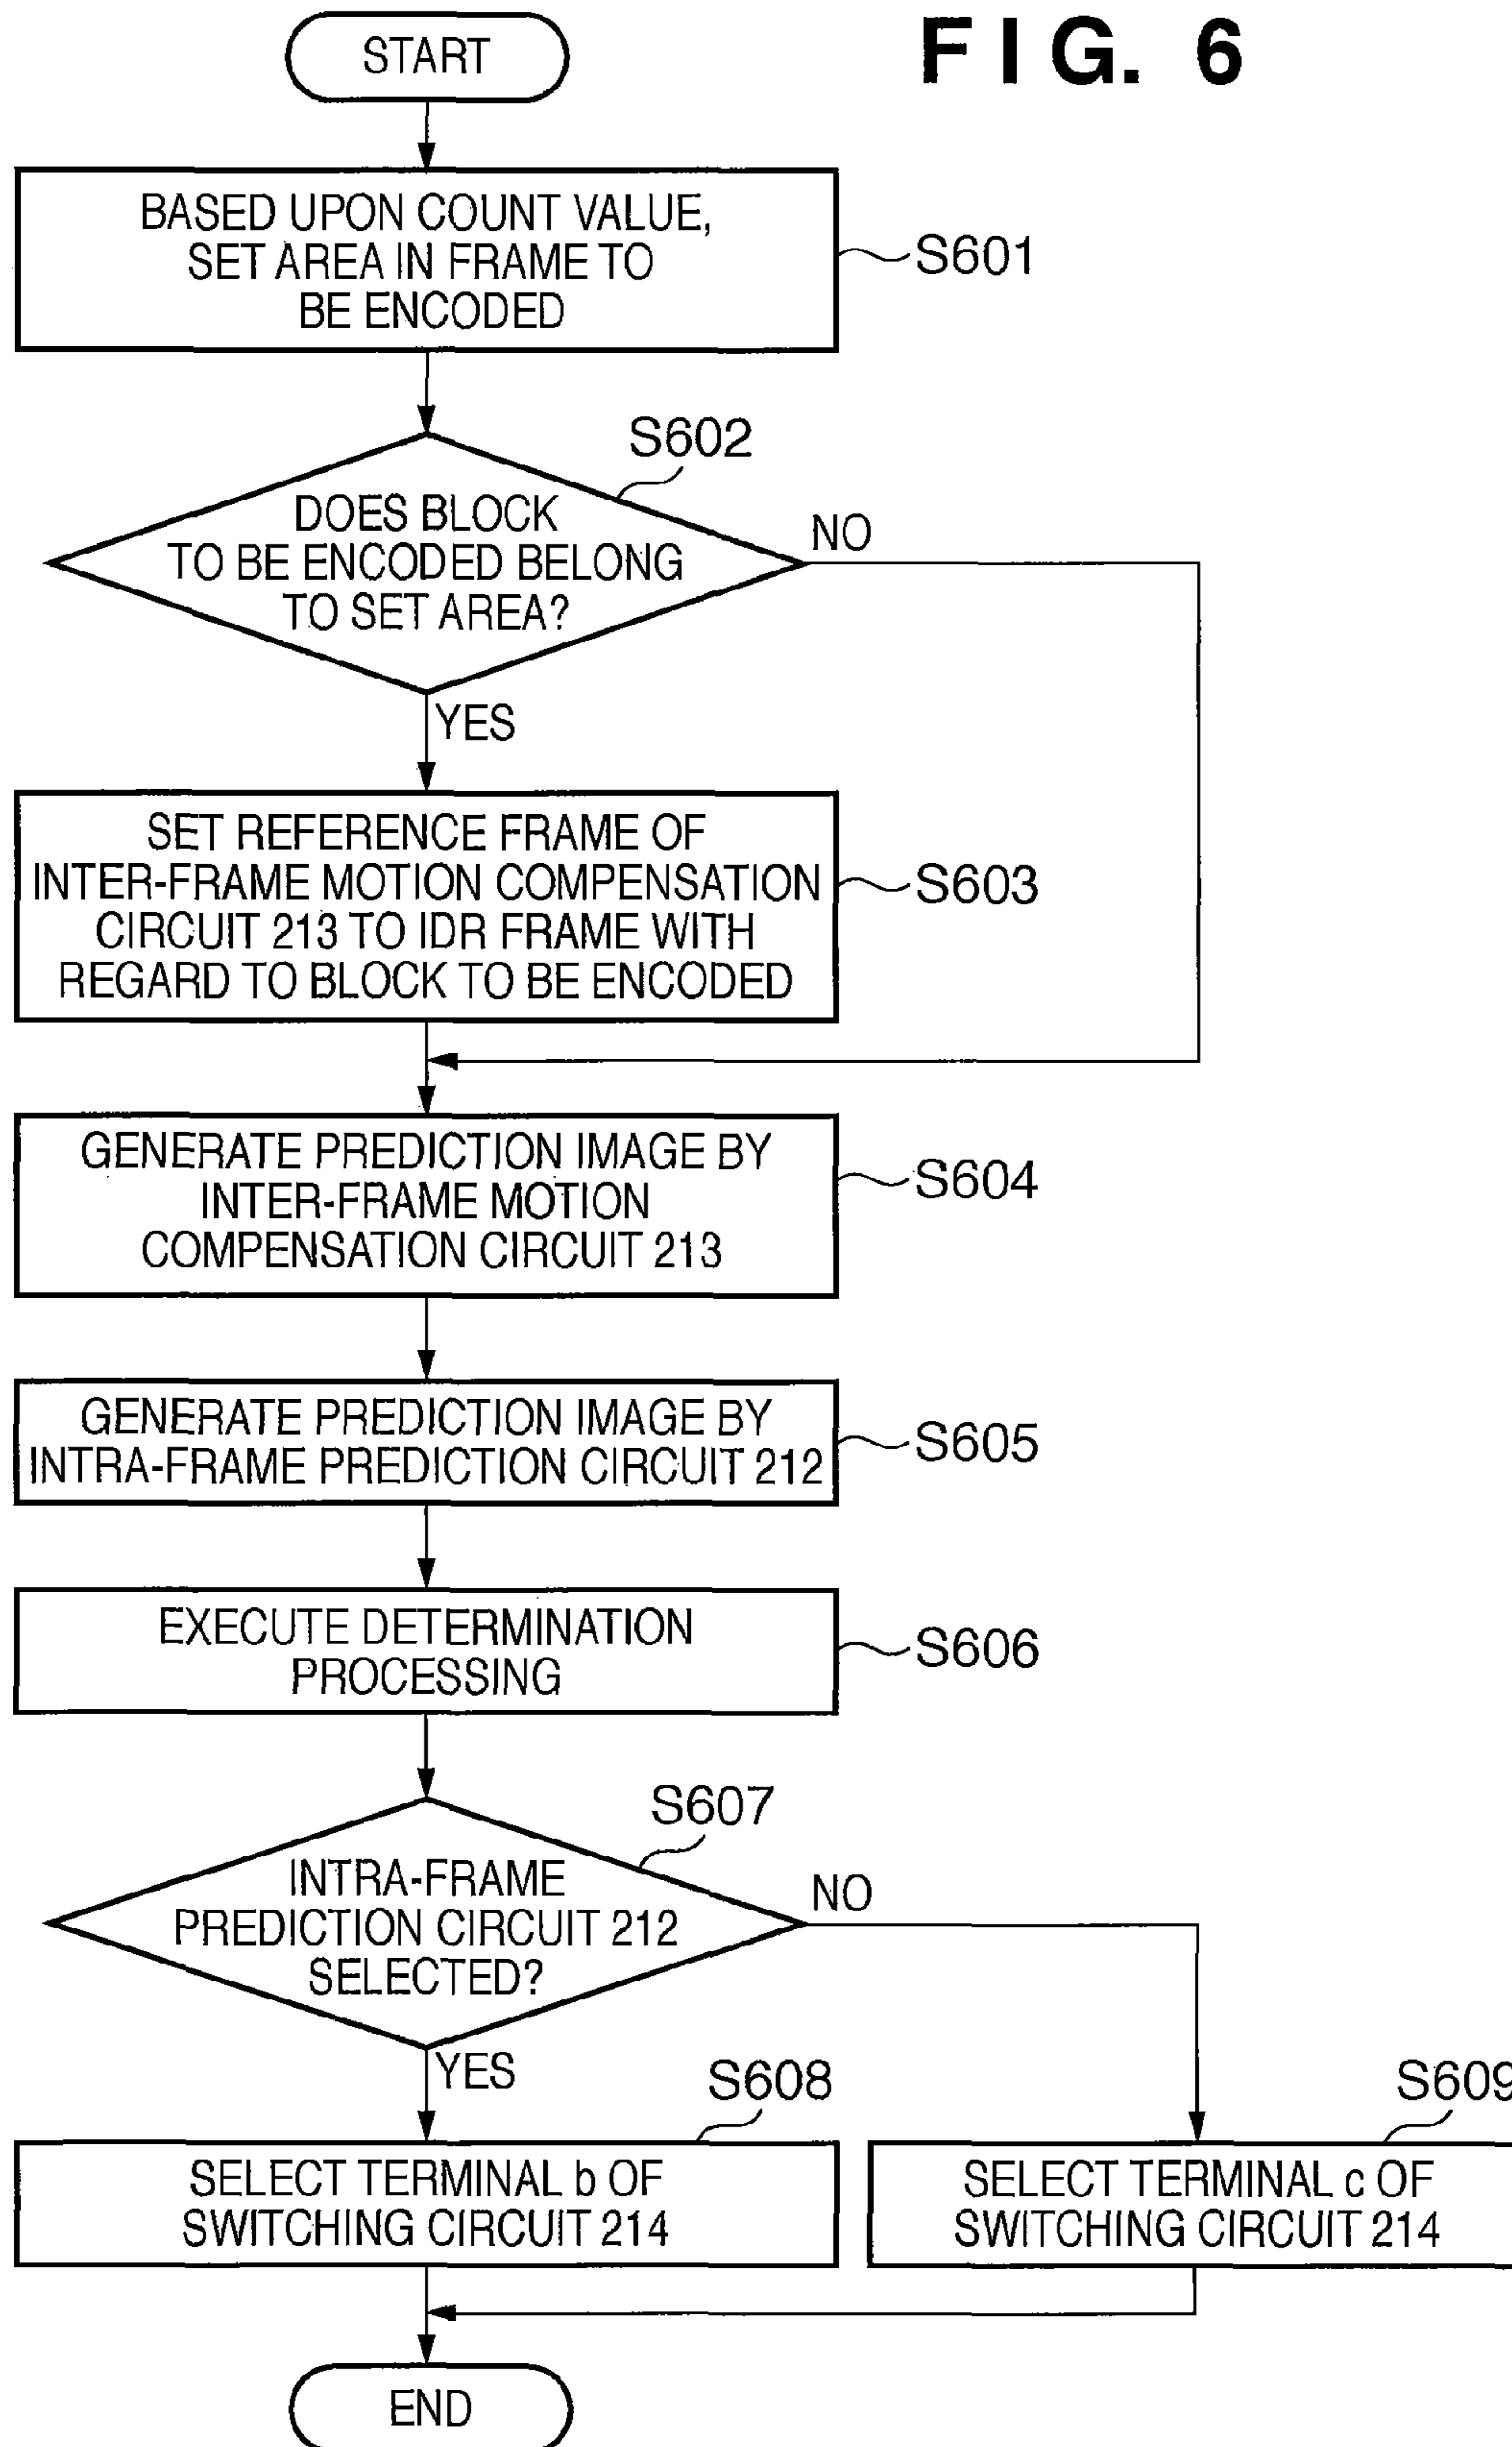 FIG. 6
START
BASED UPON COUNT VALUE,
SET AREA IN FRAME TO
BE ENCODED
S601
S602
DOES BLOCK
TO BE ENCODED BELONG
TO SET AREA?
NO
YES
SET REFERENCE FRAME OF
INTER-FRAME MOTION COMPENSATION
CIRCUIT 213 TO IDR FRAME WITH
REGARD TO BLOCK TO BE ENCODED
S603
GENERATE PREDICTION IMAGE BY
INTER-FRAME MOTION
COMPENSATION CIRCUIT 213
S604
GENERATE PREDICTION IMAGE BY
INTRA-FRAME PREDICTION CIRCUIT 212
S605
EXECUTE DETERMINATION
PROCESSING
S606
S607
INTRA-FRAME
PREDICTION CIRCUIT 212
SELECTED?
NO
YES
S608
SELECT TERMINAL b OF
SWITCHING CIRCUIT 214
S609
SELECT TERMINAL c OF
SWITCHING CIRCUIT 214
END